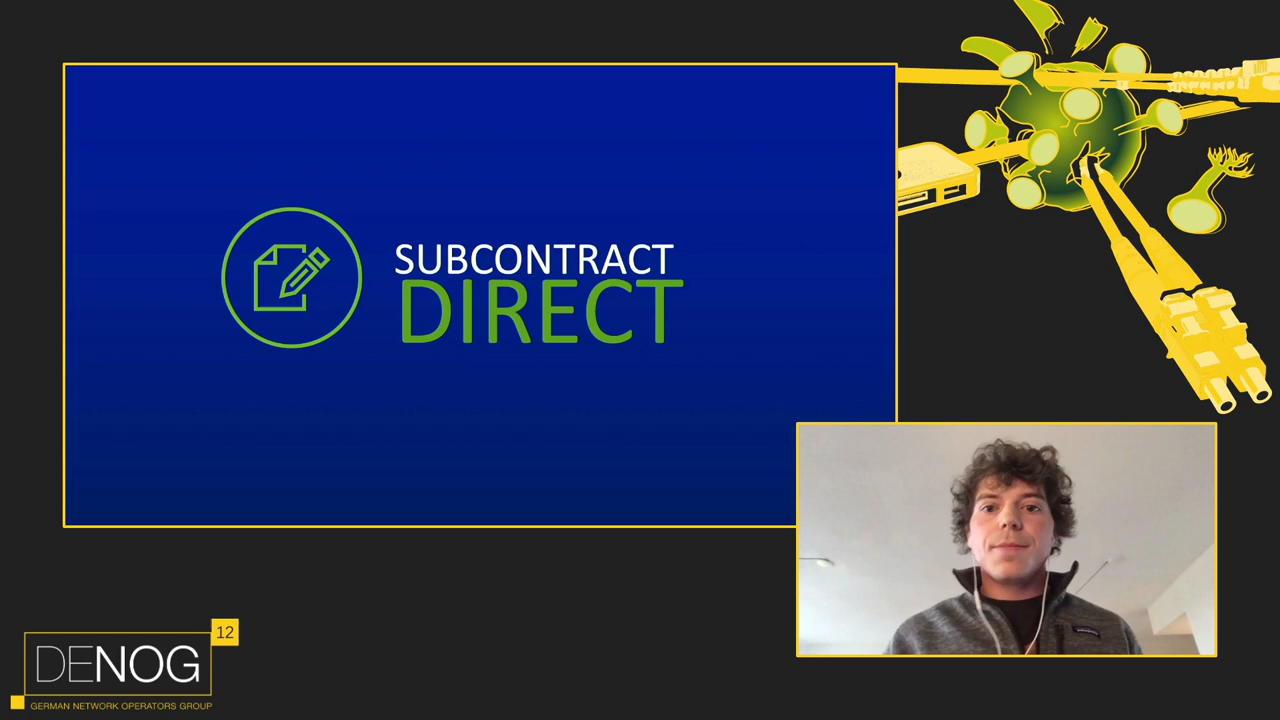 SUBCONTRACT
DIRECT
12
DENOG
GERMAN NETWORK OPERATORS GROUP